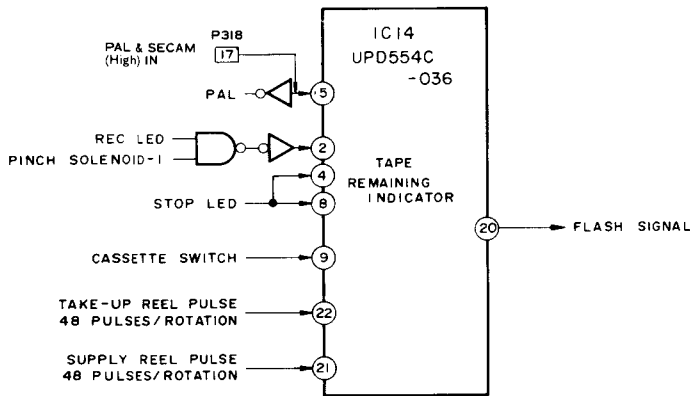 IC14
UPD554C
-036
P318
PAL & SECAM
(High) IN
17
PAL
5
REC LED
PINCH SOLENOID-1
2
4
TAPE
REMAINING
INDICATOR
STOP LED
8
20
FLASH SIGNAL
CASSETTE SWITCH
9
TAKE-UP REEL PULSE
48 PULSES/ROTATION
22
SUPPLY REEL PULSE
48 PULSES/ROTATION
21